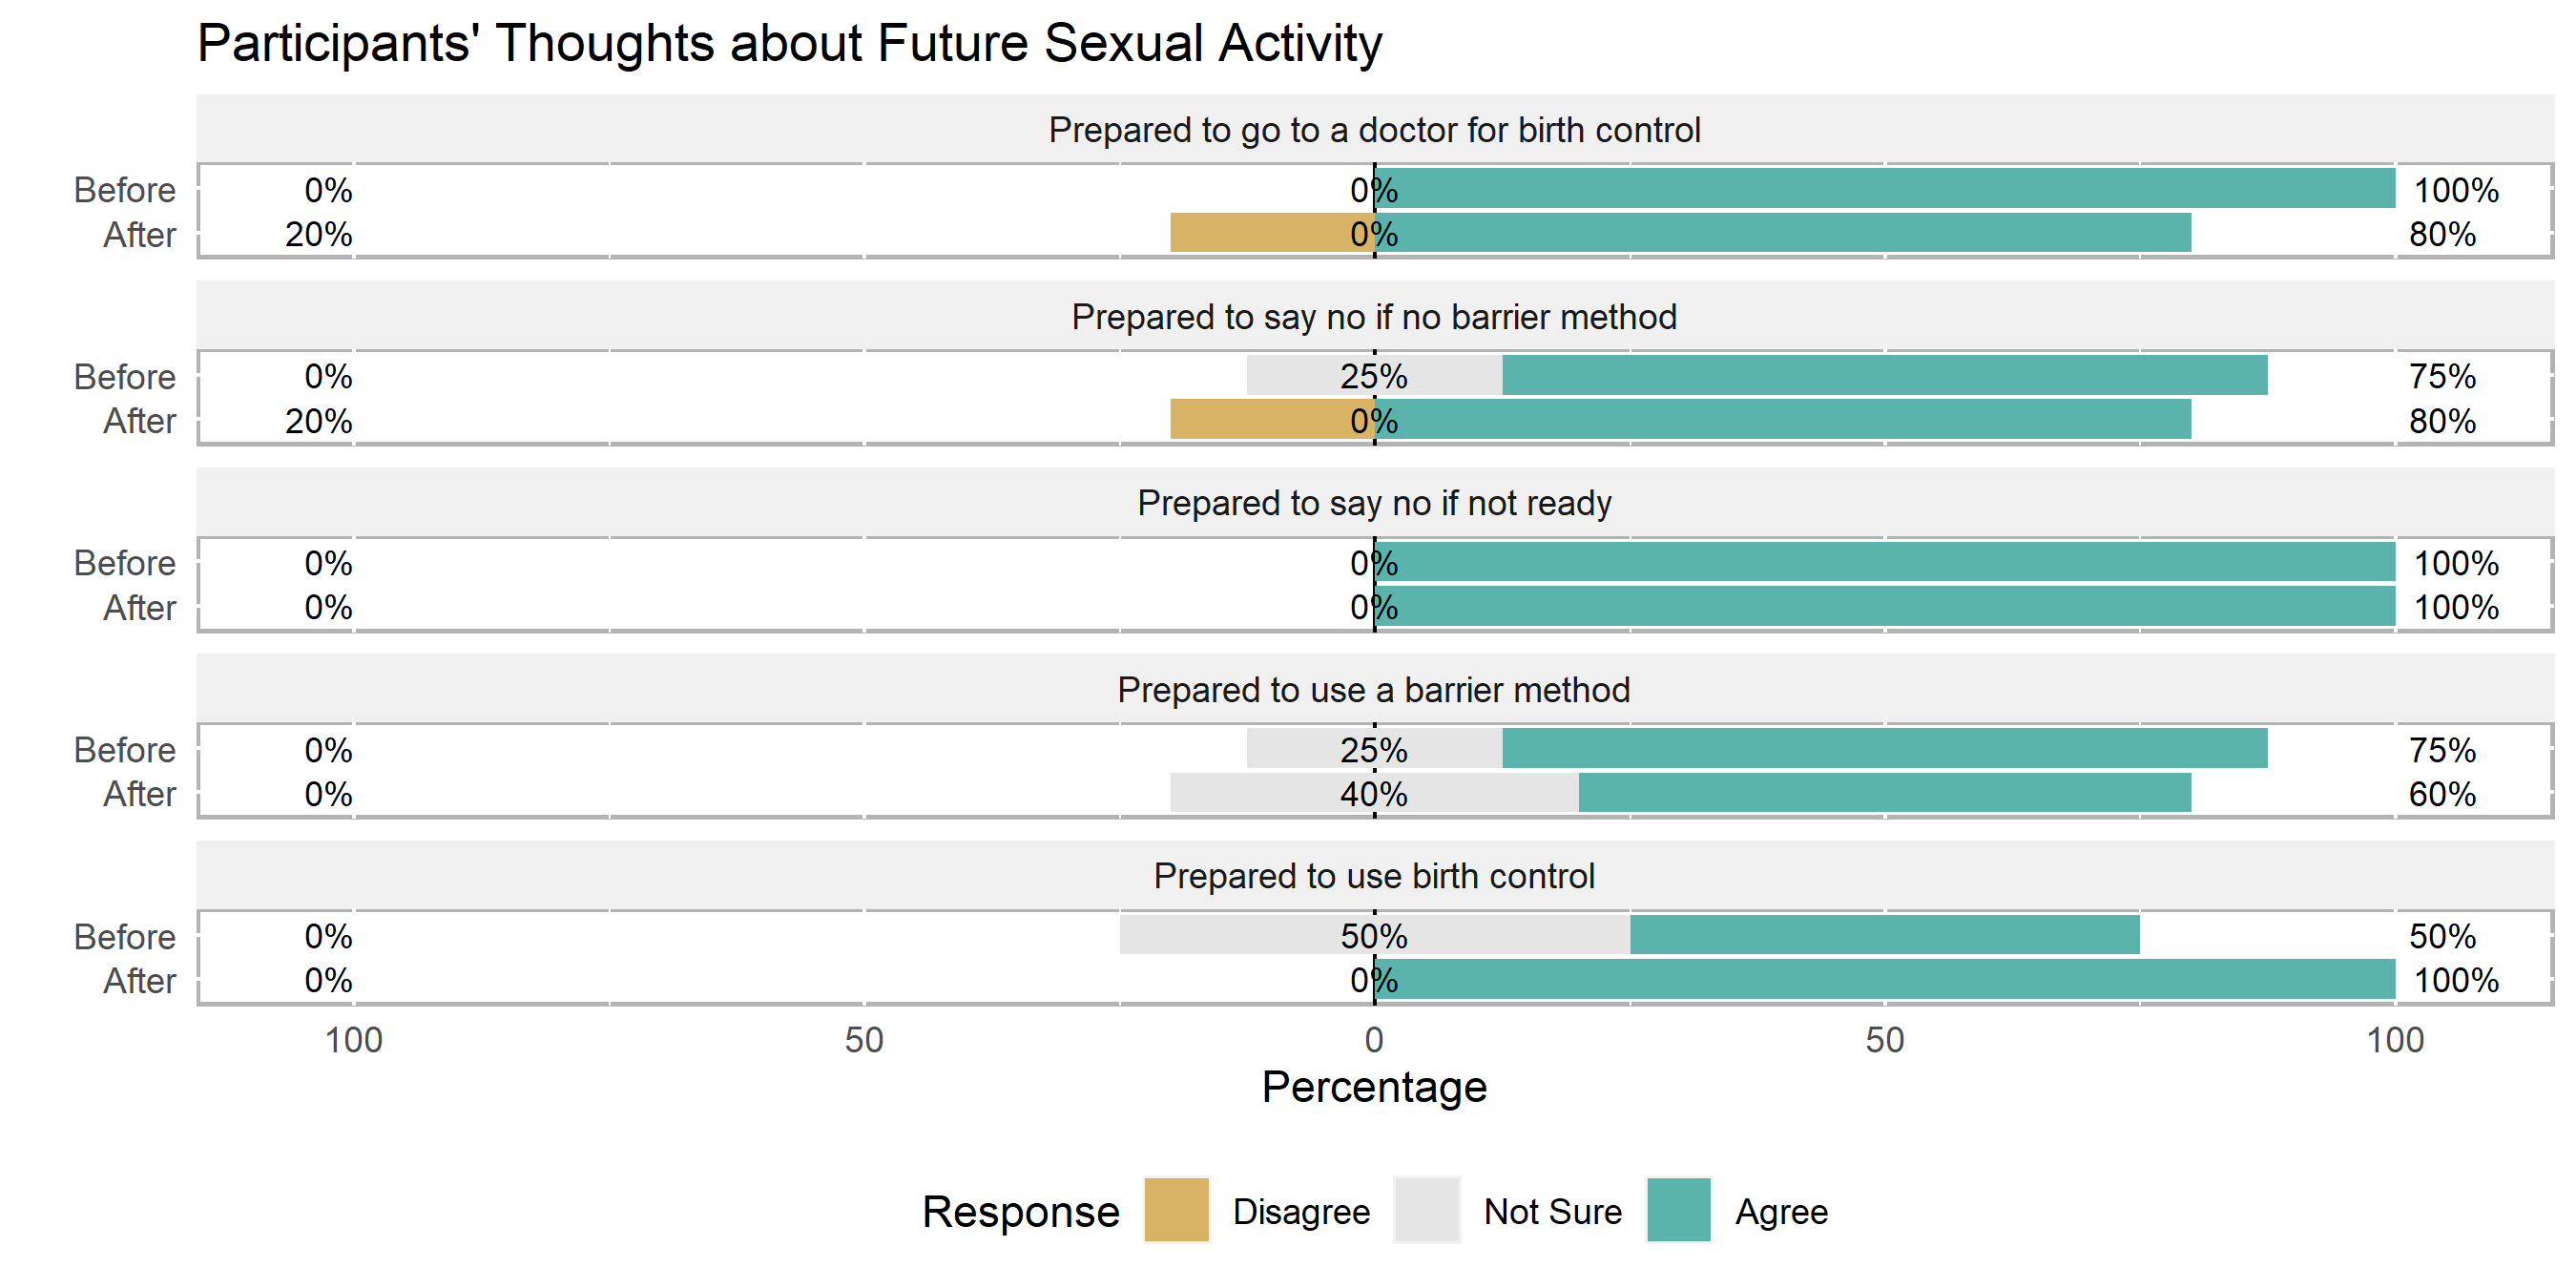 Participants' Thoughts about Future Sexual Activity
Prepared to go to a doctor for birth control
Before 0% 0% 100%
After 20% 0% 80%
Prepared to say no if no barrier method
Before 0% 25% 75%
After 20% 0% 80%
Prepared to say no if not ready
Before 0% 0% 100%
After 0% 0% 100%
Prepared to use a barrier method
Before 0% 25% 75%
After 0% 40% 60%
Prepared to use birth control
Before 0% 50% 50%
After 0% 0% 100%
100 50 0 50 100
Percentage
Response Disagree Not Sure Agree